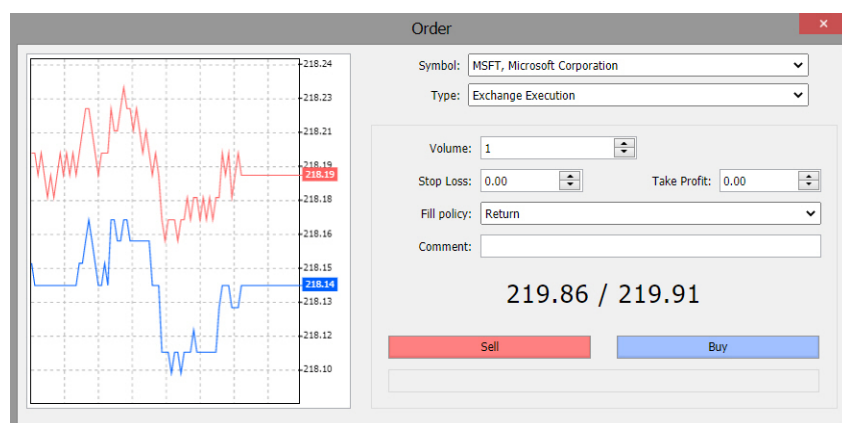 Order
×
218.24
218.23
218.21
218.19
218.19
218.18
218.16
218.15
218.14
218.13
218.12
218.10
Symbol: MSFT, Microsoft Corporation
Type: Exchange Execution
Volume: 1
Stop Loss: 0.00 Take Profit: 0.00
Fill policy: Return
Comment:
219.86 / 219.91
Sell Buy